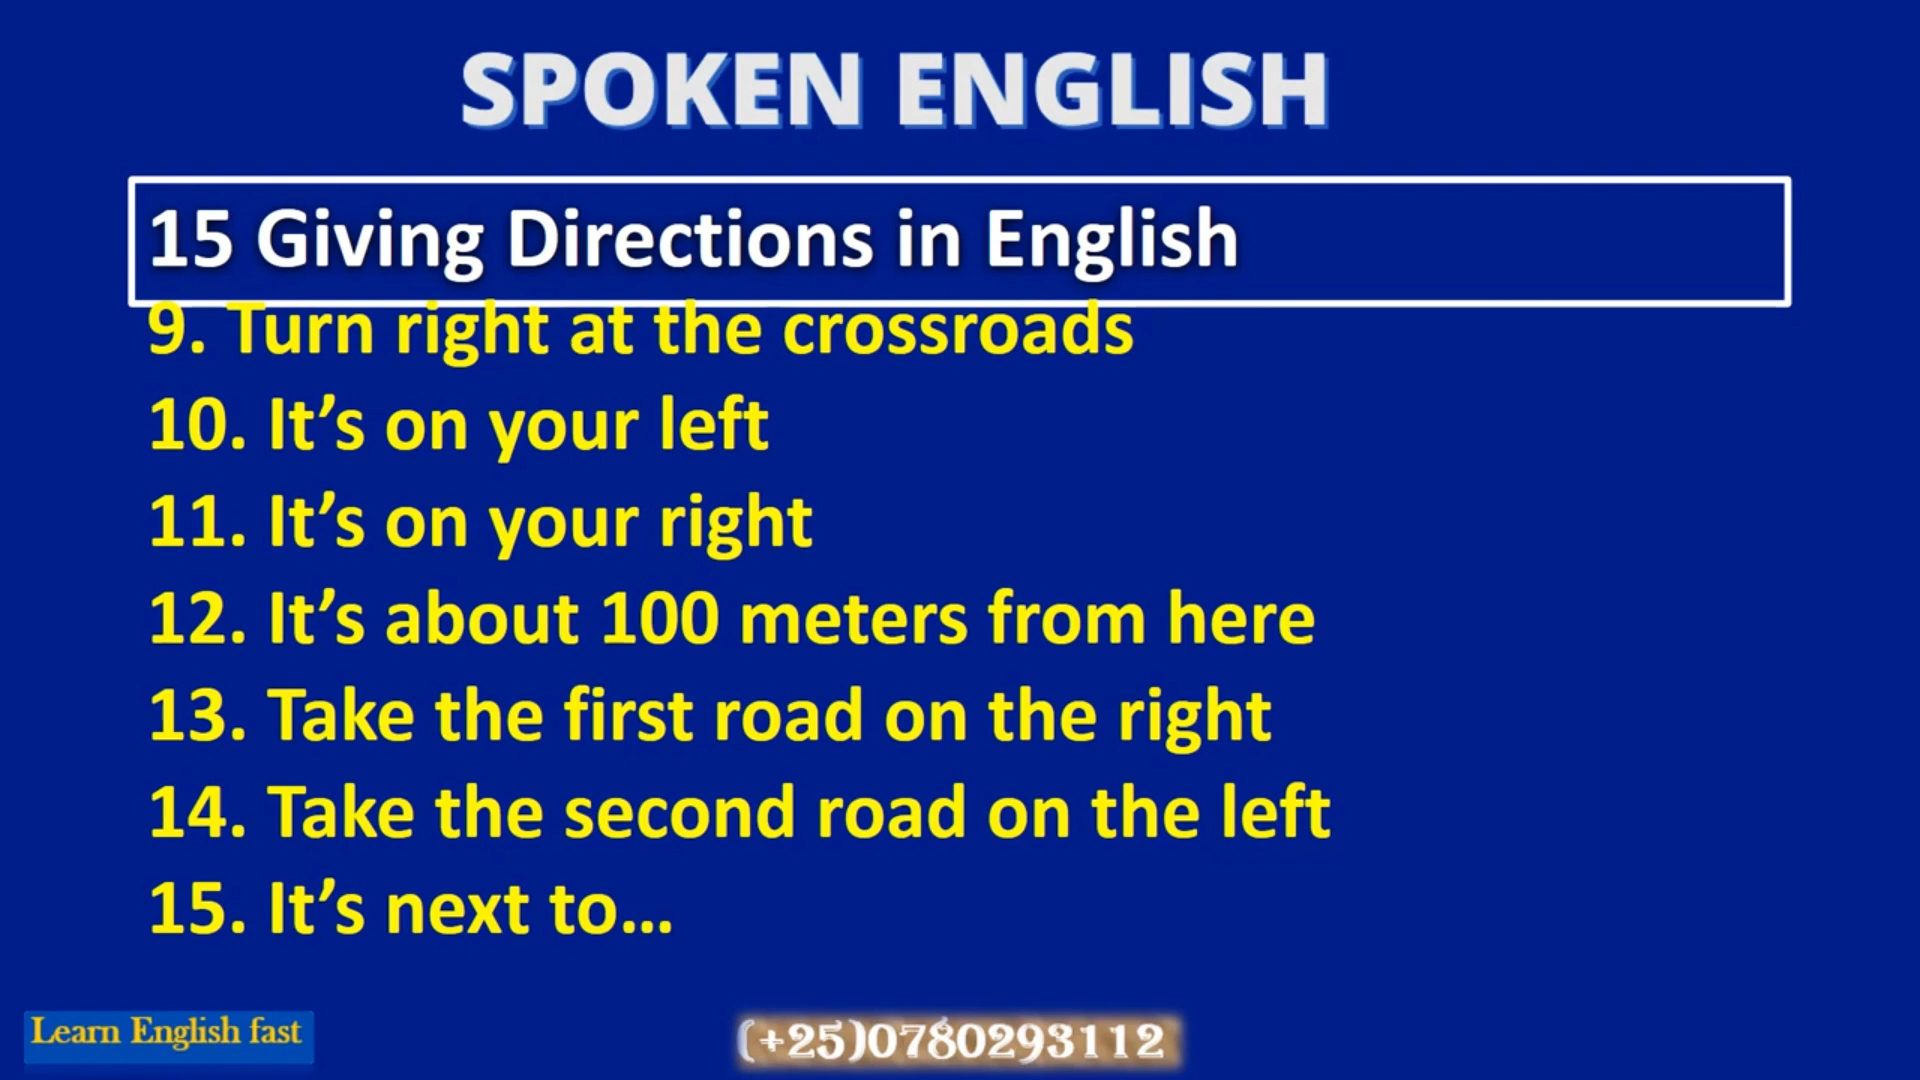 SPOKEN ENGLISH
15 Giving Directions in English
9. Turn right at the crossroads
10. It’s on your left
11. It’s on your right
12. It’s about 100 meters from here
13. Take the first road on the right
14. Take the second road on the left
15. It’s next to...
Learn English fast
(+25)0780293112